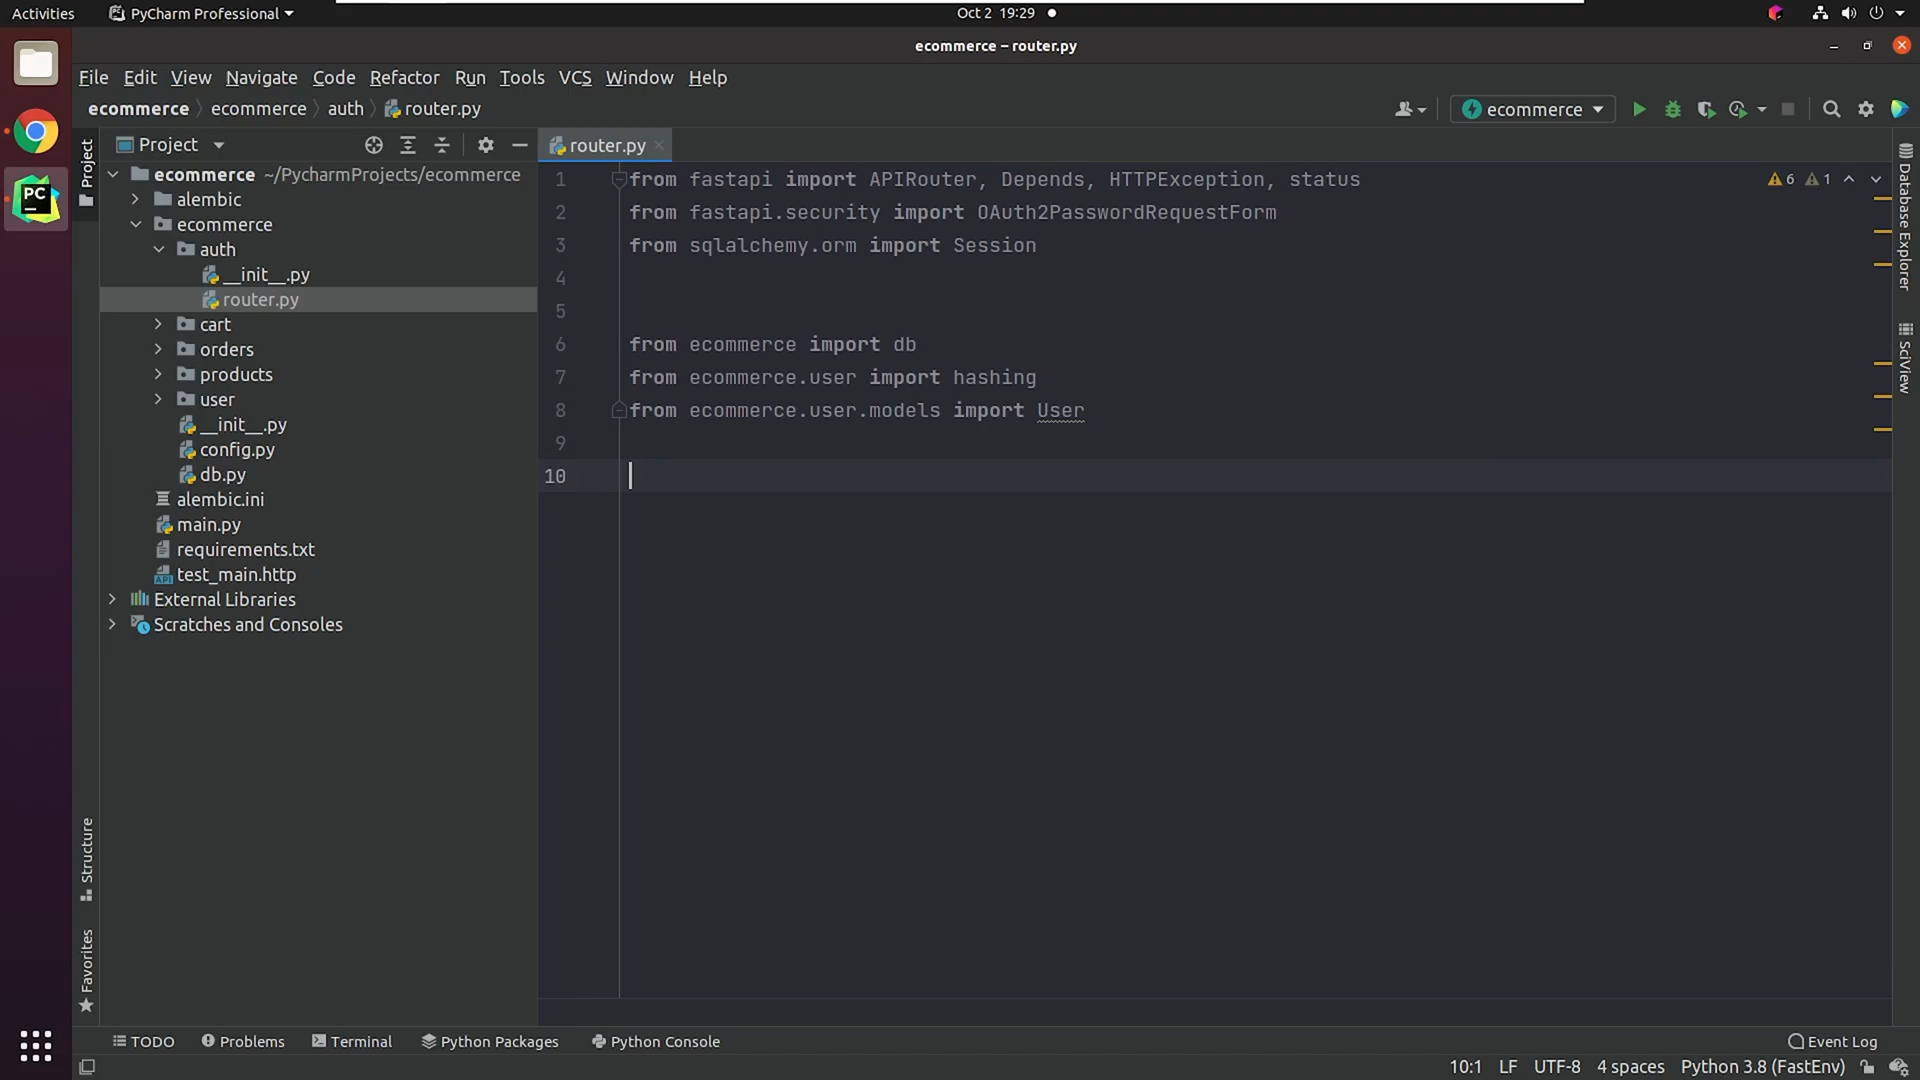 Activities
PyCharm Professional
Oct 2 19:29
ecommerce – router.py
File Edit View Navigate Code Refactor Run Tools VCS Window Help
ecommerce ecommerce auth router.py
ecommerce
Project
Project
router.py
ecommerce ~/PycharmProjects/ecommerce
alembic
ecommerce
auth
__init__.py
router.py
cart
orders
products
user
__init__.py
config.py
db.py
alembic.ini
main.py
requirements.txt
API test_main.http
External Libraries
Scratches and Consoles
PC
1 from fastapi import APIRouter, Depends, HTTPException, status
2 from fastapi.security import OAuth2PasswordRequestForm
3 from sqlalchemy.orm import Session
4
5
6 from ecommerce import db
7 from ecommerce.user import hashing
8 from ecommerce.user.models import User
9
10
6 1
Database Explorer
SciView
Structure
Favorites
TODO Problems Terminal Python Packages Python Console Event Log
10:1 LF UTF-8 4 spaces Python 3.8 (FastEnv)